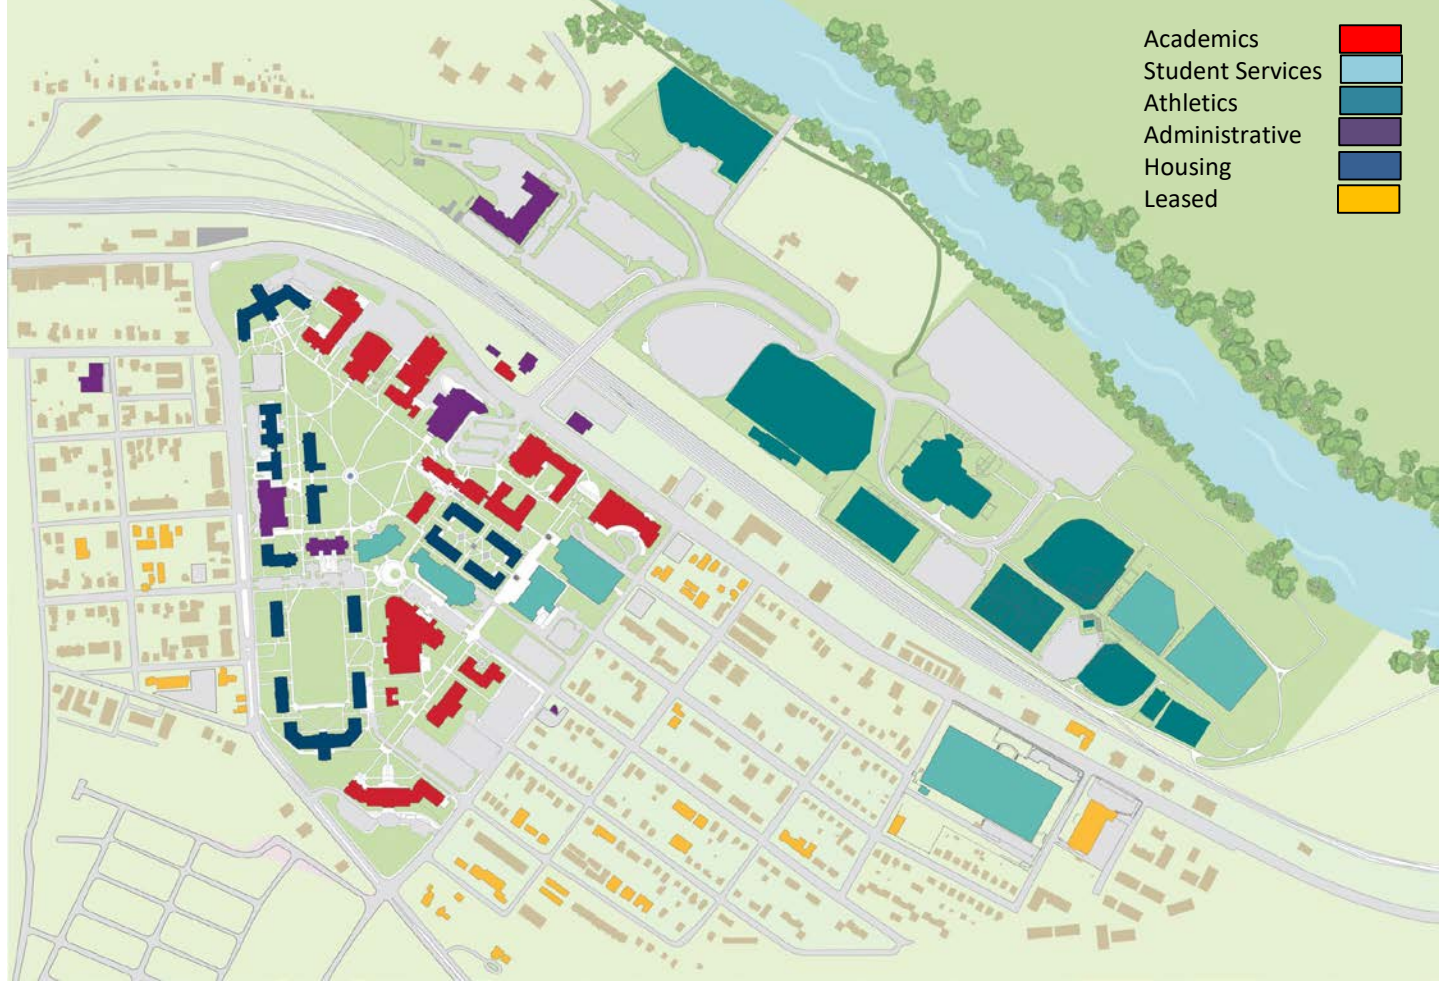 Academics
Student Services
Athletics
Administrative
Housing
Leased